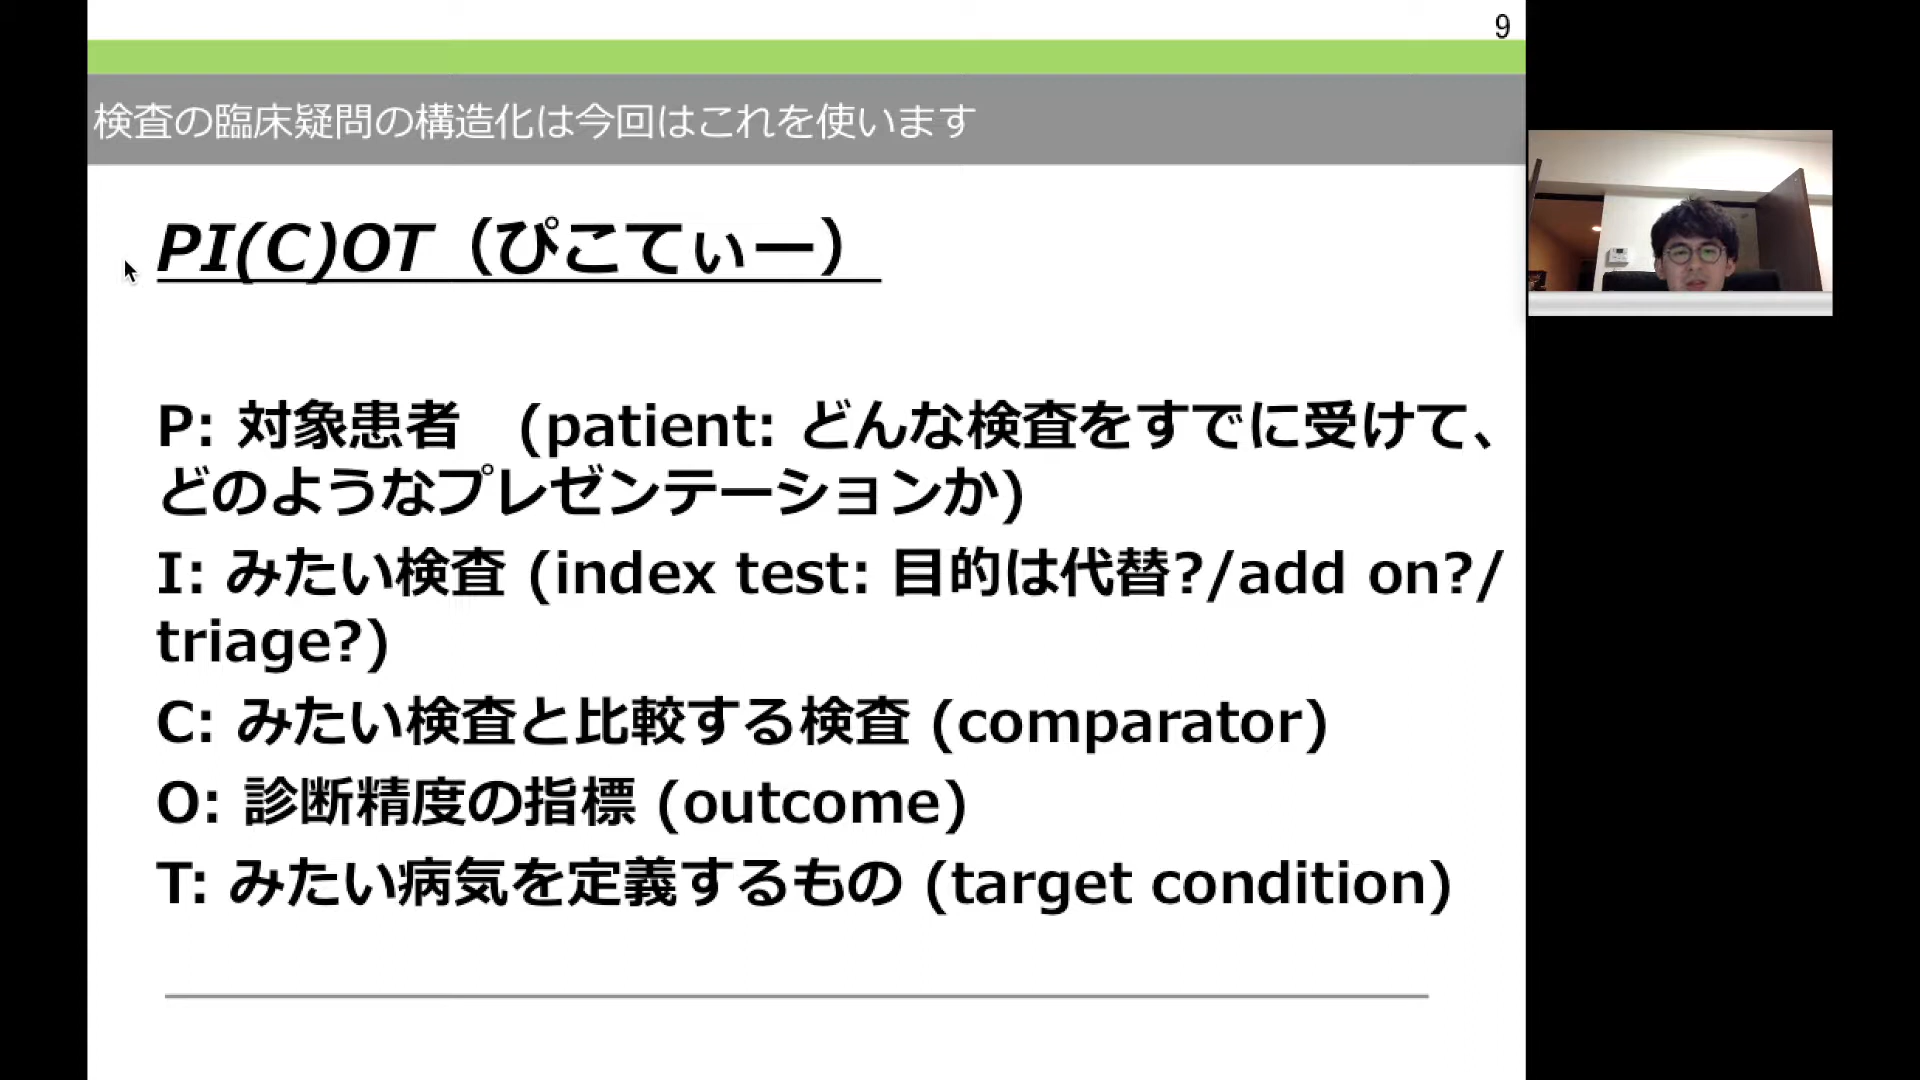 9
検査の臨床疑問の構造化は今回はこれを使います
PI(C)OT（ぴこてぃー）
P: 対象患者　(patient: どんな検査をすでに受けて、
どのようなプレゼンテーションか)
I: みたい検査 (index test: 目的は代替?/add on?/
triage?)
C: みたい検査と比較する検査 (comparator)
O: 診断精度の指標 (outcome)
T: みたい病気を定義するもの (target condition)